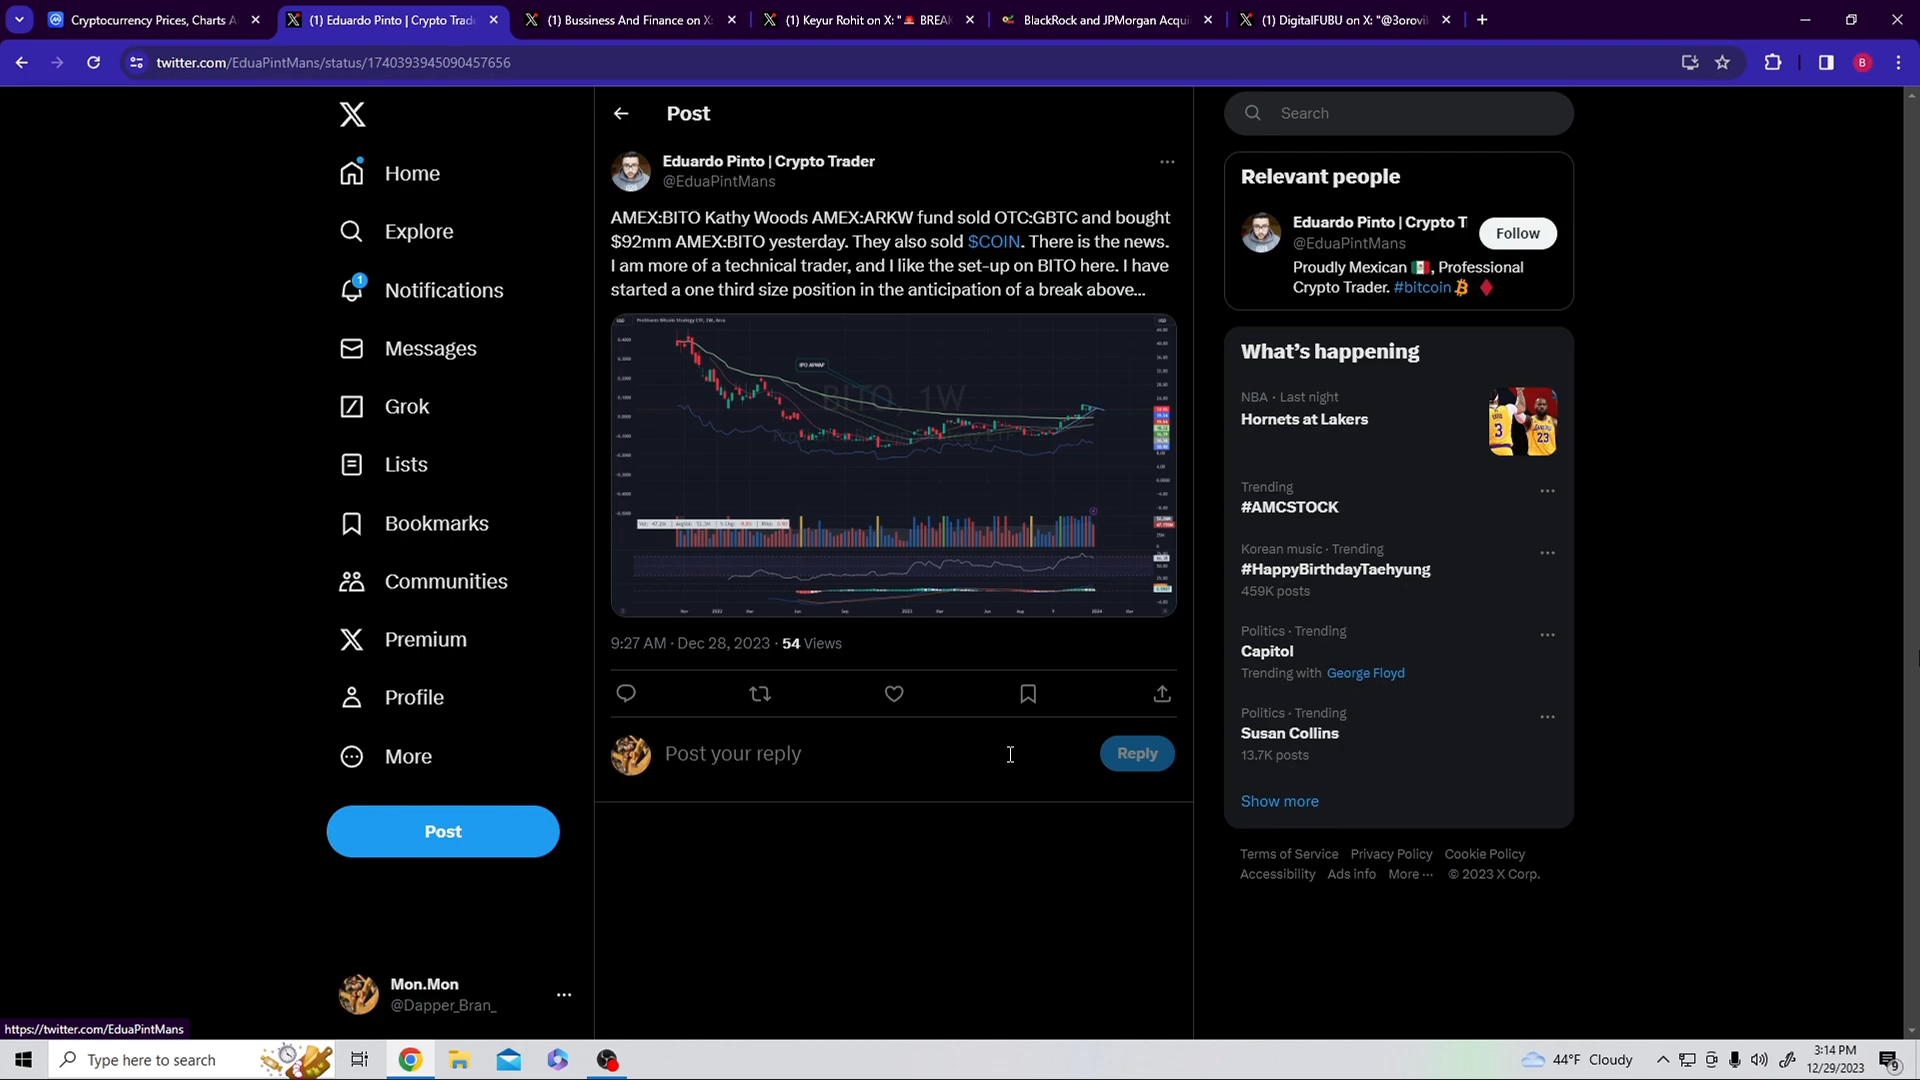 Cryptocurrency Prices, Charts A
(1) Eduardo Pinto | Crypto Trad
(1) Bussiness And Finance on X:
(1) Keyur Rohit on X: "🚨 BREAK
BlackRock and JPMorgan Acqui
(1) DigitalFUBU on X: "@3orovi
twitter.com/EduaPintMans/status/1740393945090457656
B
Home
Explore
1
Notifications
Messages
Grok
Lists
Bookmarks
Communities
Premium
Profile
More
Post
Mon.Mon
@Dapper_Bran_
Post
Eduardo Pinto | Crypto Trader
@EduaPintMans
AMEX:BITO Kathy Woods AMEX:ARKW fund sold OTC:GBTC and bought
$92mm AMEX:BITO yesterday. They also sold $COIN. There is the news.
I am more of a technical trader, and I like the set-up on BITO here. I have
started a one third size position in the anticipation of a break above...
BITO, 1W
9:27 AM · Dec 28, 2023 · 54 Views
Post your reply
Reply
Search
Relevant people
Eduardo Pinto | Crypto T
@EduaPintMans
Follow
Proudly Mexican 🇲🇽, Professional
Crypto Trader. #bitcoin
What's happening
NBA · Last night
Hornets at Lakers
Trending
#AMCSTOCK
Korean music · Trending
#HappyBirthdayTaehyung
459K posts
Politics · Trending
Capitol
Trending with George Floyd
Politics · Trending
Susan Collins
13.7K posts
Show more
Terms of Service Privacy Policy Cookie Policy
Accessibility Ads info More ··· © 2023 X Corp.
https://twitter.com/EduaPintMans
Type here to search
44°F Cloudy
3:14 PM
12/29/2023